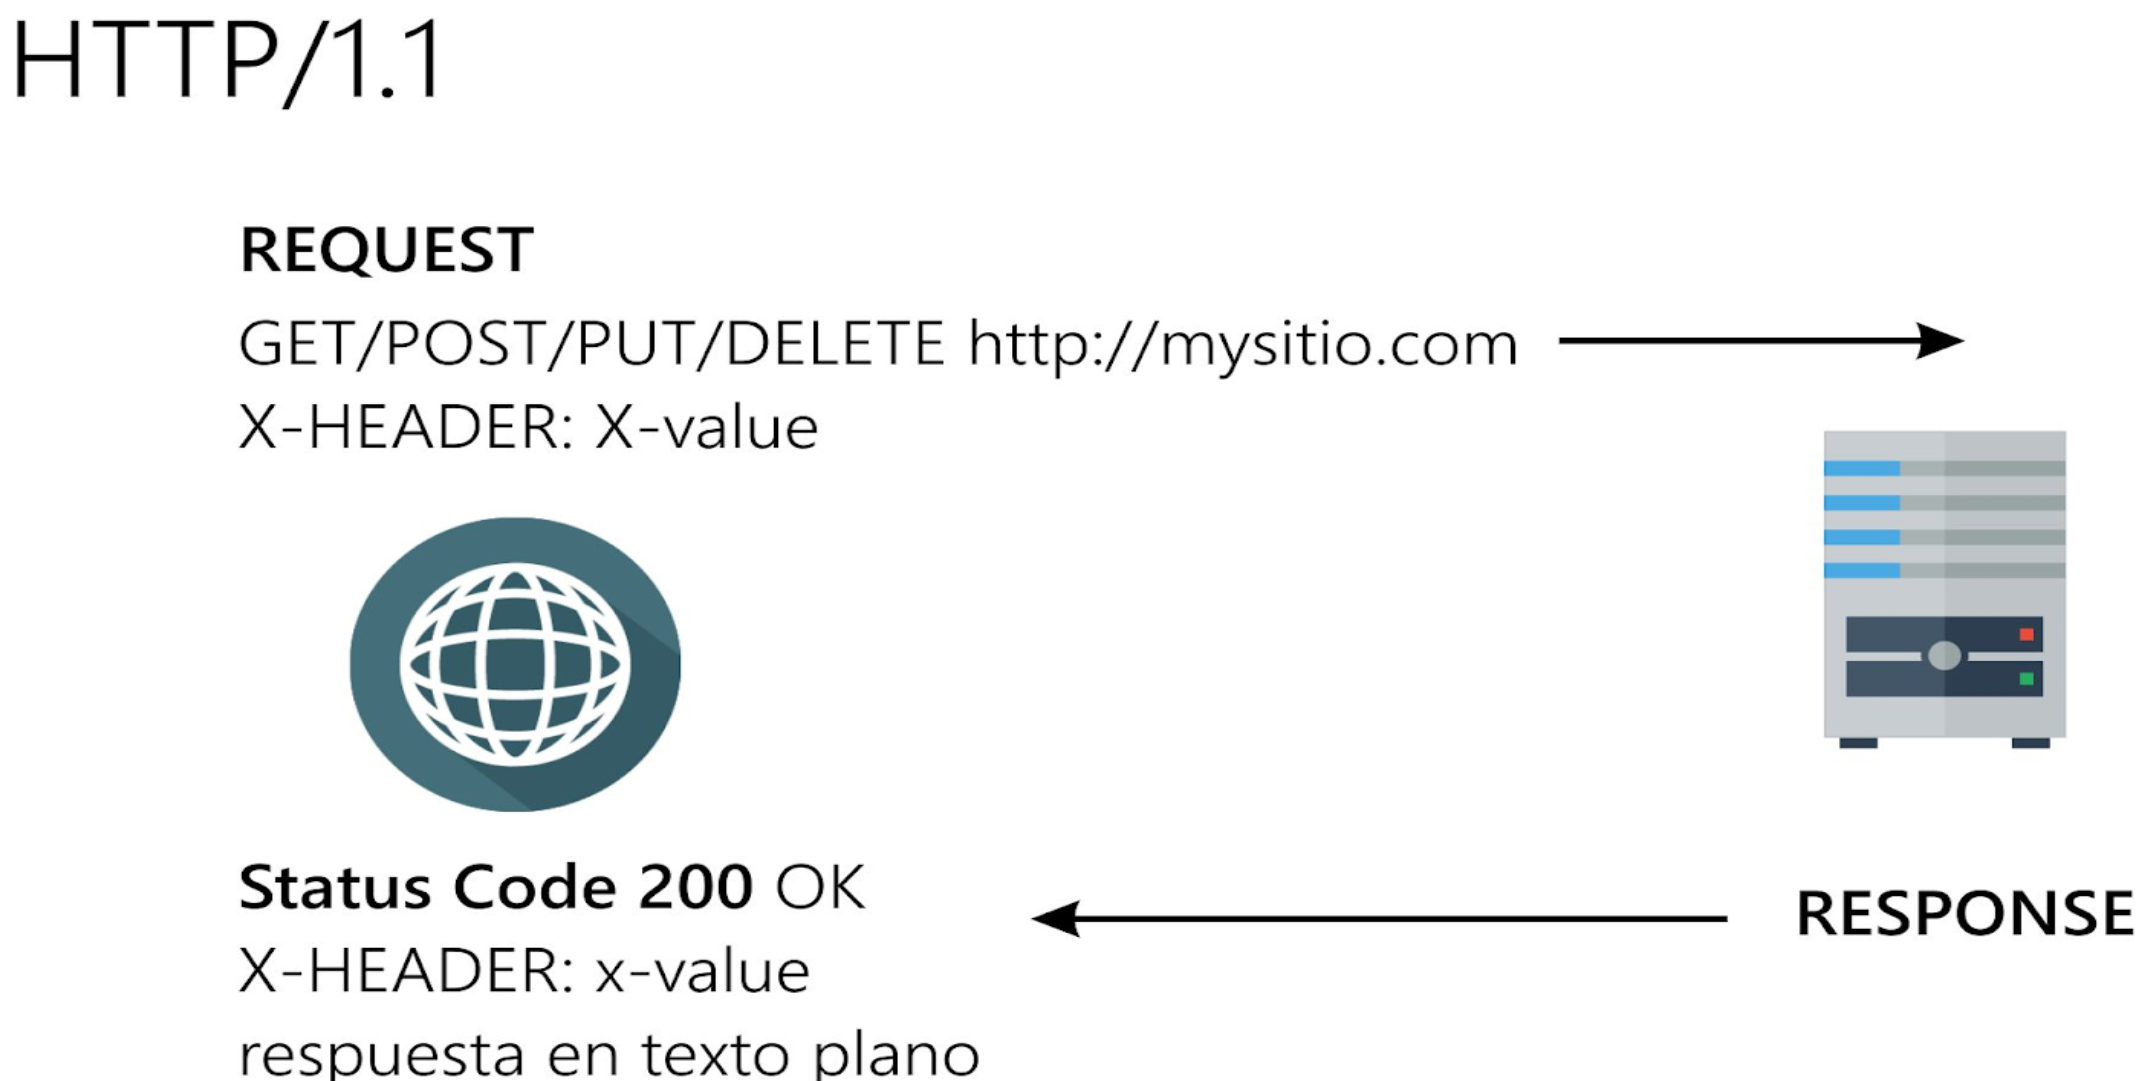 HTTP/1.1
REQUEST
GET/POST/PUT/DELETE http://mysitio.com
X-HEADER: X-value
Status Code 200 OK
RESPONSE
X-HEADER: x-value
respuesta en texto plano